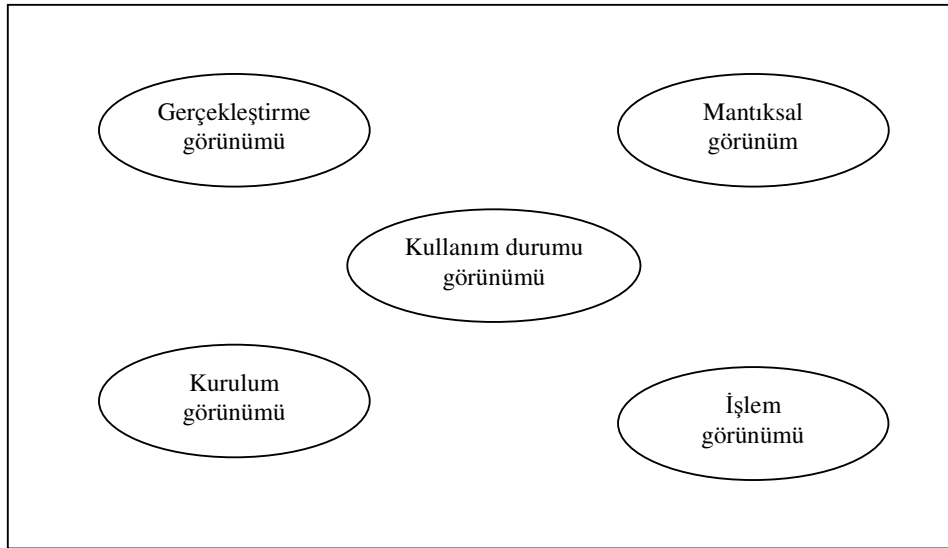 Gerçekleştirme
görünümü
Mantıksal
görünüm
Kullanım durumu
görünümü
Kurulum
görünümü
İşlem
görünümü